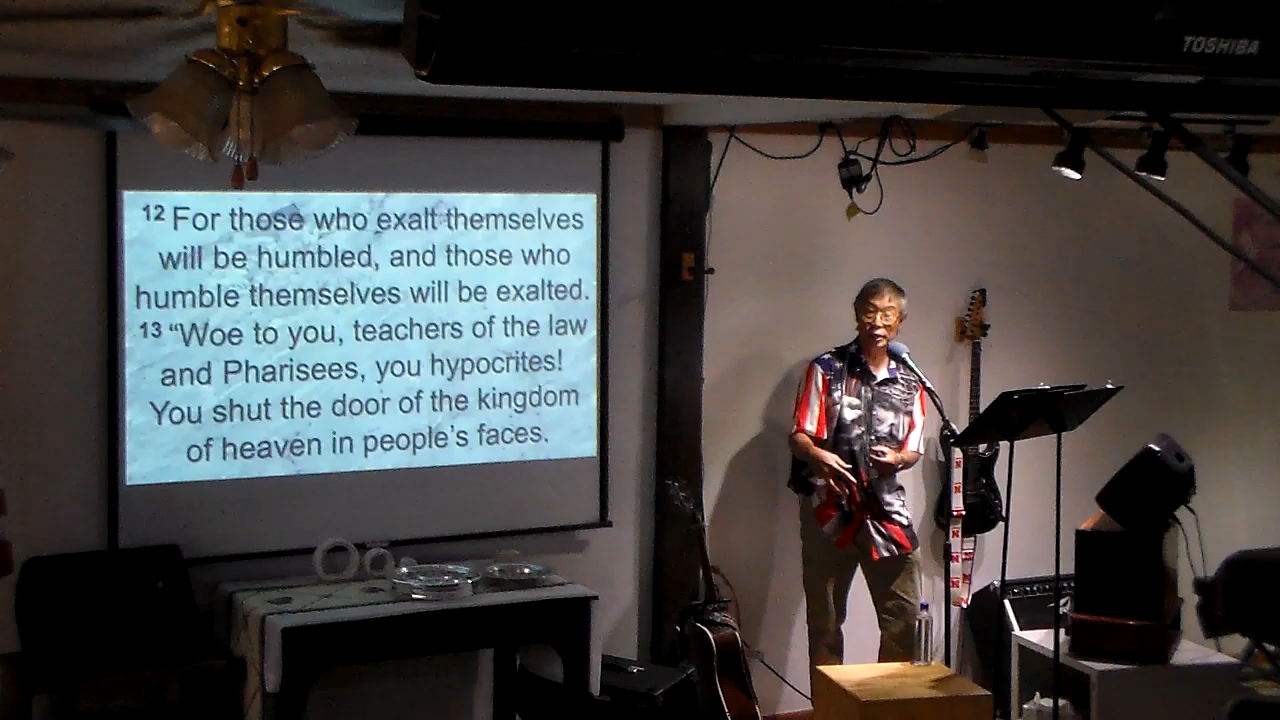 TOSHIBA
12 For those who exalt themselves
will be humbled, and those who
humble themselves will be exalted.
13 “Woe to you, teachers of the law
and Pharisees, you hypocrites!
You shut the door of the kingdom
of heaven in people’s faces.
N
N
N
N